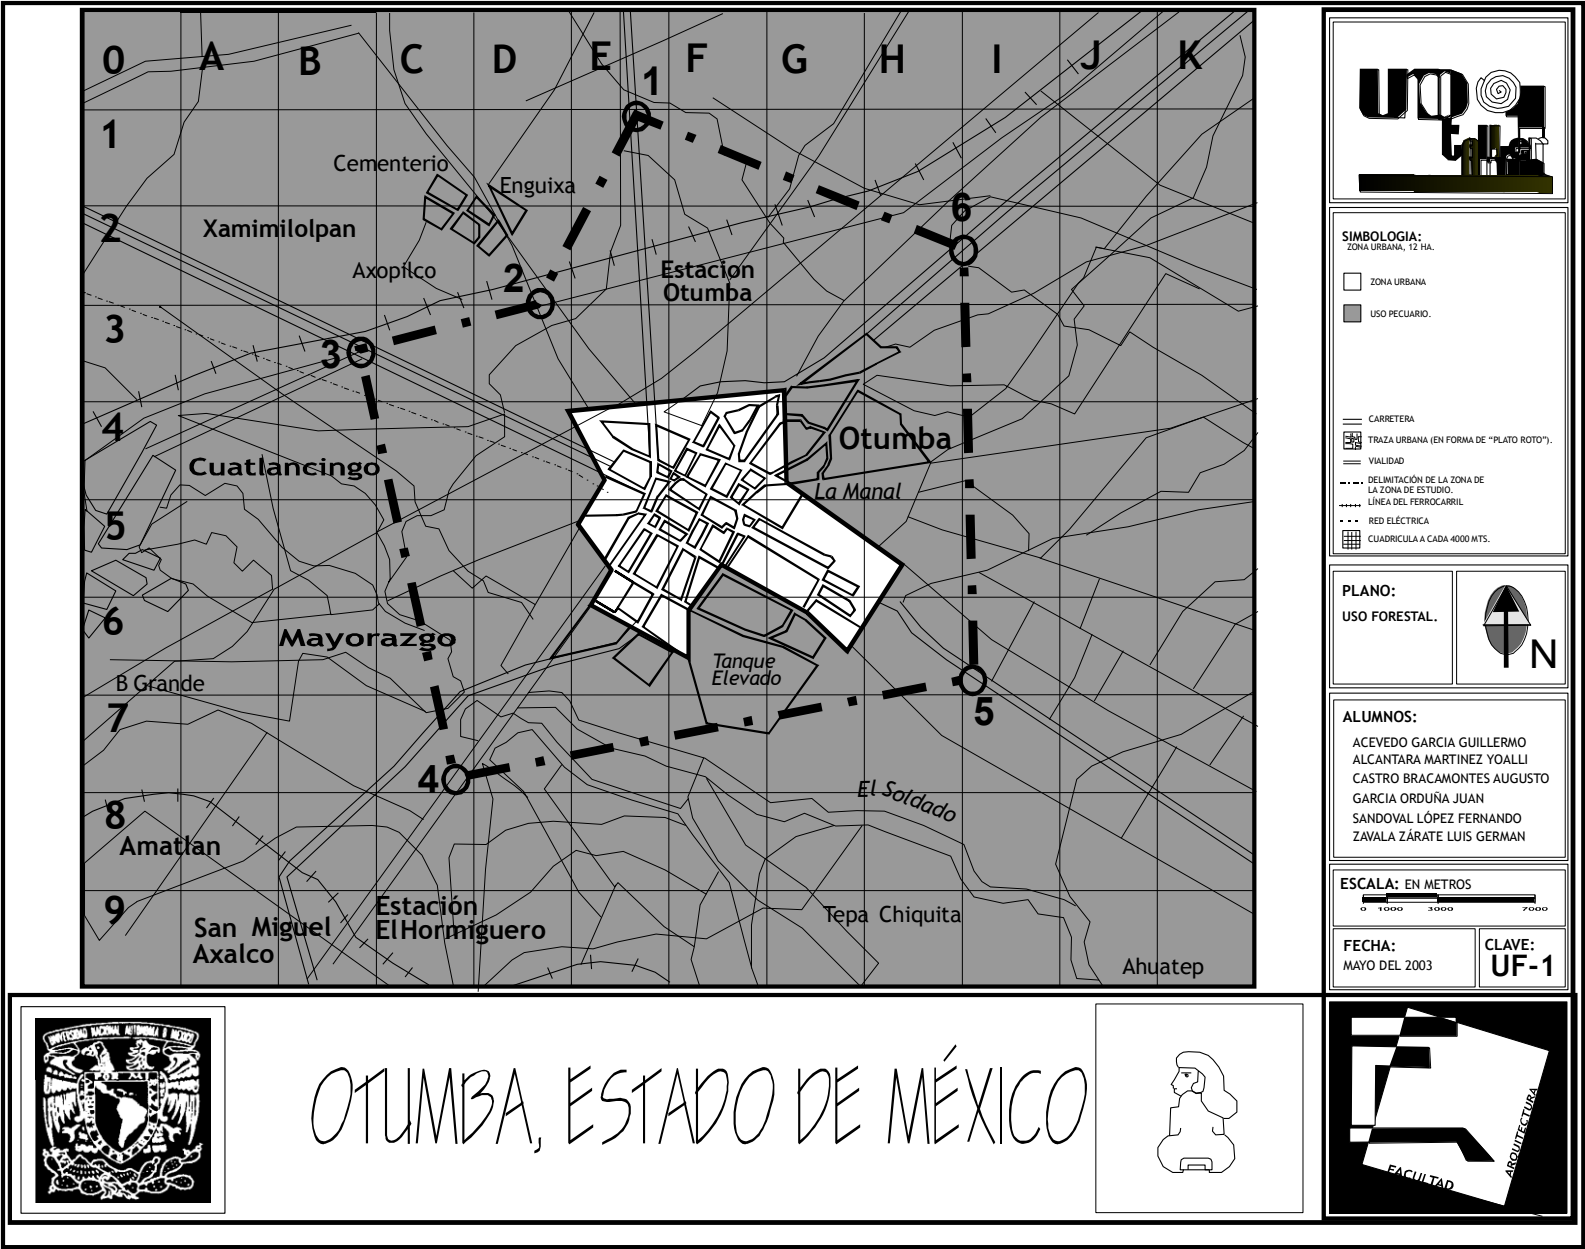 0 A B C D E F G H I J K
1
1
Cementerio
Enguixa
2
Xamimilolpan
6
Axopilco
2
Estacion
Otumba
3
3
4
Otumba
Cuatlancingo
La Manal
5
6
Mayorazgo
Tanque
Elevado
B Grande
7
5
4
El Soldado
8
Amatlan
9
Estación
El Hormiguero
San Miguel
Axalco
Tepa Chiquita
Ahuatep
SIMBOLOGIA:
ZONA URBANA, 12 HA.
ZONA URBANA
USO PECUARIO.
CARRETERA
TRAZA URBANA (EN FORMA DE “PLATO ROTO”).
VIALIDAD
DELIMITACIÓN DE LA ZONA DE
LA ZONA DE ESTUDIO.
LÍNEA DEL FERROCARRIL
RED ELÉCTRICA
CUADRICULA A CADA 4000 MTS.
PLANO:
USO FORESTAL.
N
ALUMNOS:
ACEVEDO GARCIA GUILLERMO
ALCANTARA MARTINEZ YOALLI
CASTRO BRACAMONTES AUGUSTO
GARCIA ORDUÑA JUAN
SANDOVAL LÓPEZ FERNANDO
ZAVALA ZÁRATE LUIS GERMAN
ESCALA: EN METROS
0 1000 3000 7000
FECHA:
MAYO DEL 2003
CLAVE:
UF-1
OTUMBA, ESTADO DE MÉXICO
UNIVERSIDAD NACIONAL AUTONOMA D MEXICO
FACULTAD
ARQUITECTURA